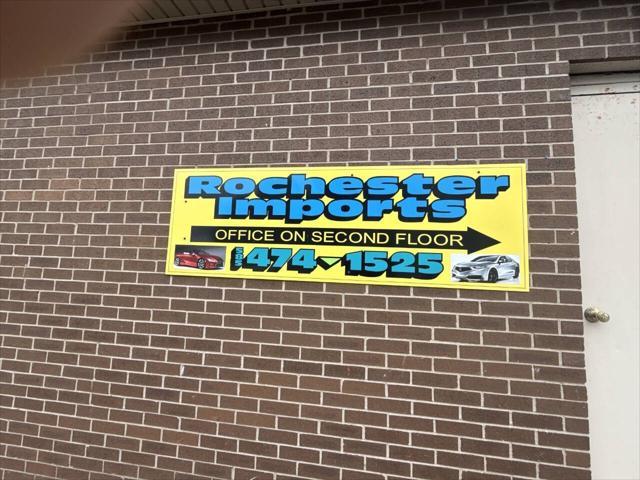 Rochester
Imports
OFFICE ON SECOND FLOOR
474-1525